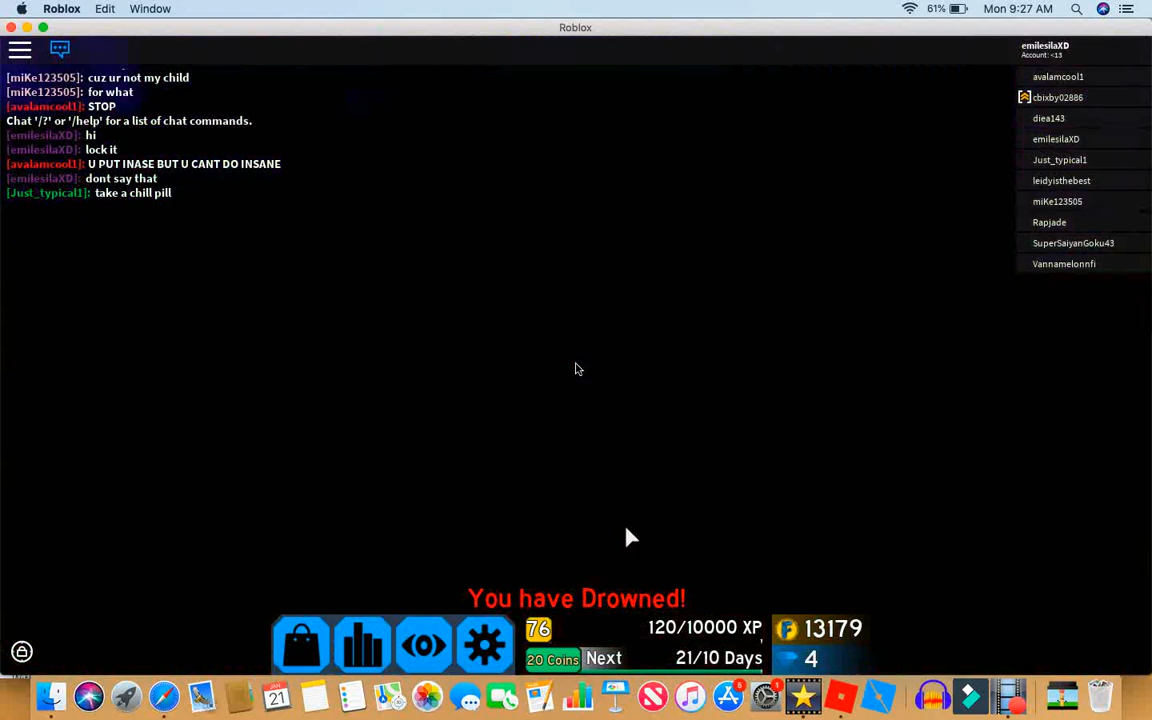 Roblox Edit Window 61% Mon 9:27 AM
Roblox
emilesilaXD
Account: <13
[miKe123505]: cuz ur not my child
[miKe123505]: for what
[avalamcool1]: STOP
Chat '/?' or '/help' for a list of chat commands.
[emilesilaXD]: hi
[emilesilaXD]: lock it
[avalamcool1]: U PUT INASE BUT U CANT DO INSANE
[emilesilaXD]: dont say that
[Just_typical1]: take a chill pill
avalamcool1
cbixby02886
diea143
emilesilaXD
Just_typical1
leidyisthebest
miKe123505
Rapjade
SuperSaiyanGoku43
Vannamelonnfi
You have Drowned!
76 120/10000 XP
20 Coins Next 21/10 Days
F 13179
4
JAN
21
6
1